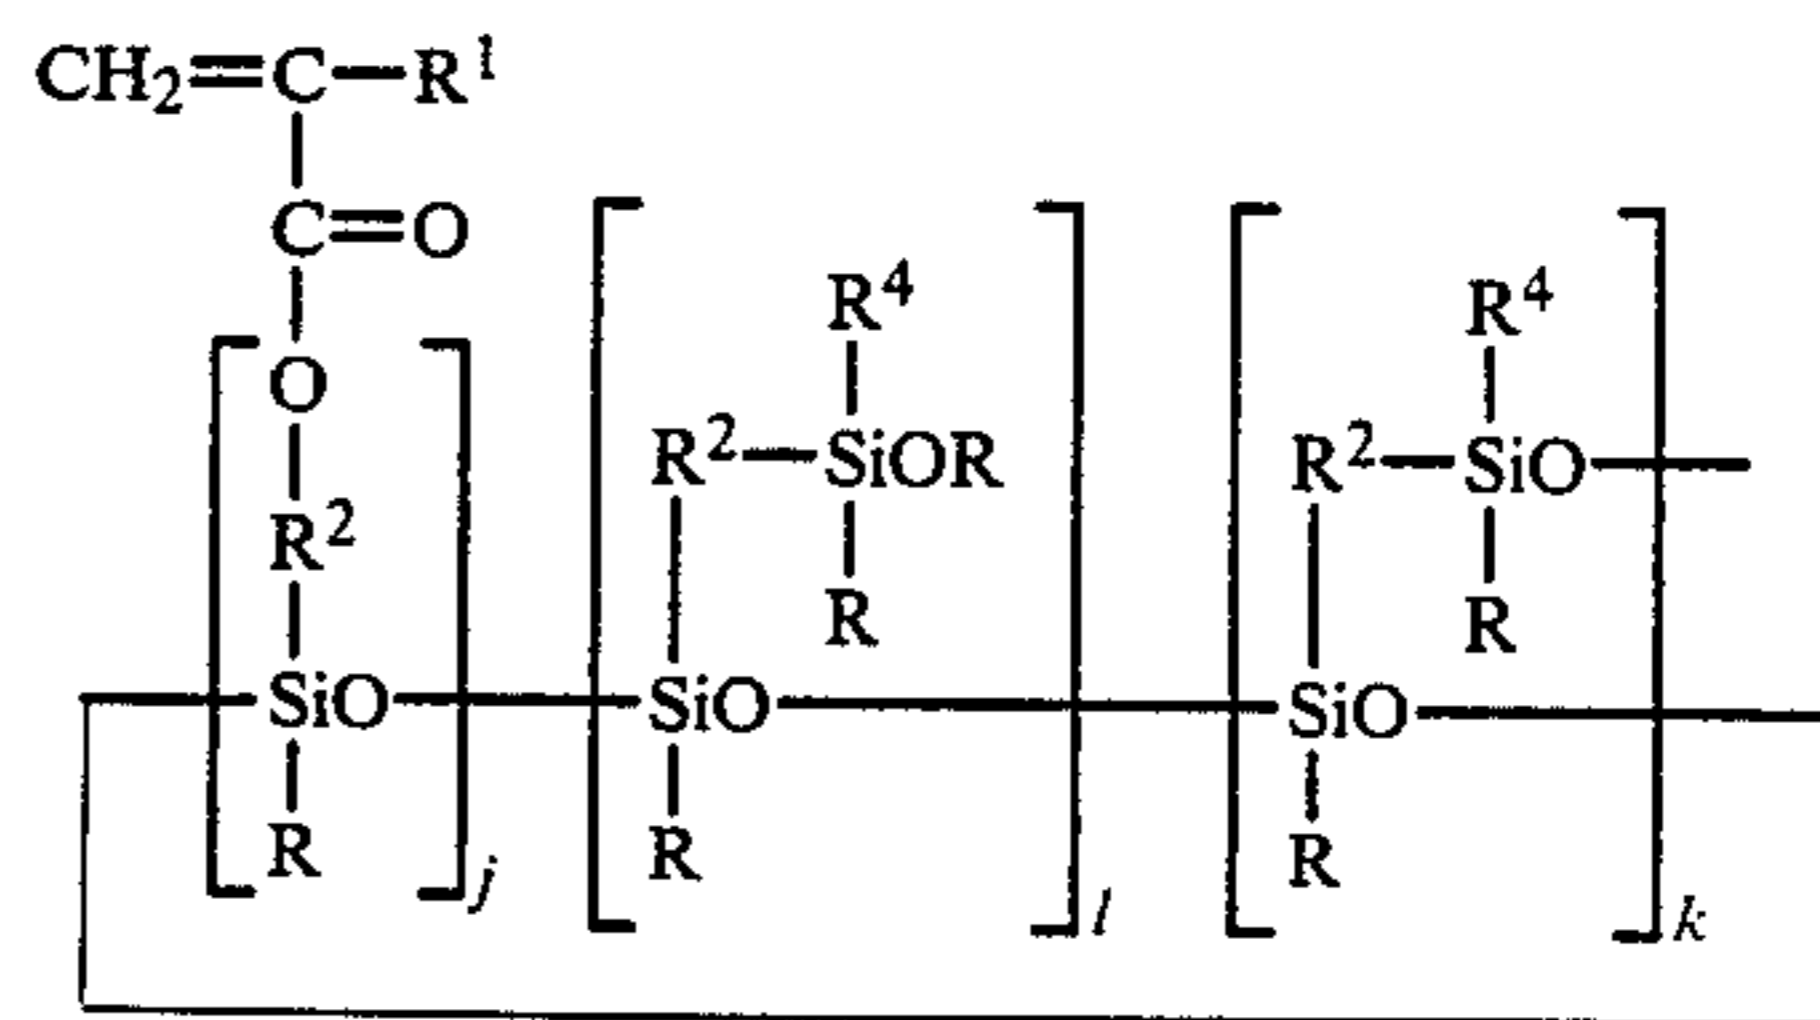 CH₂=C—R¹
C=O
R⁴ R⁴
O
R²—SiOR R²—SiO—
R²
R R
—SiO— —SiO— —SiO—
R R R
j l k